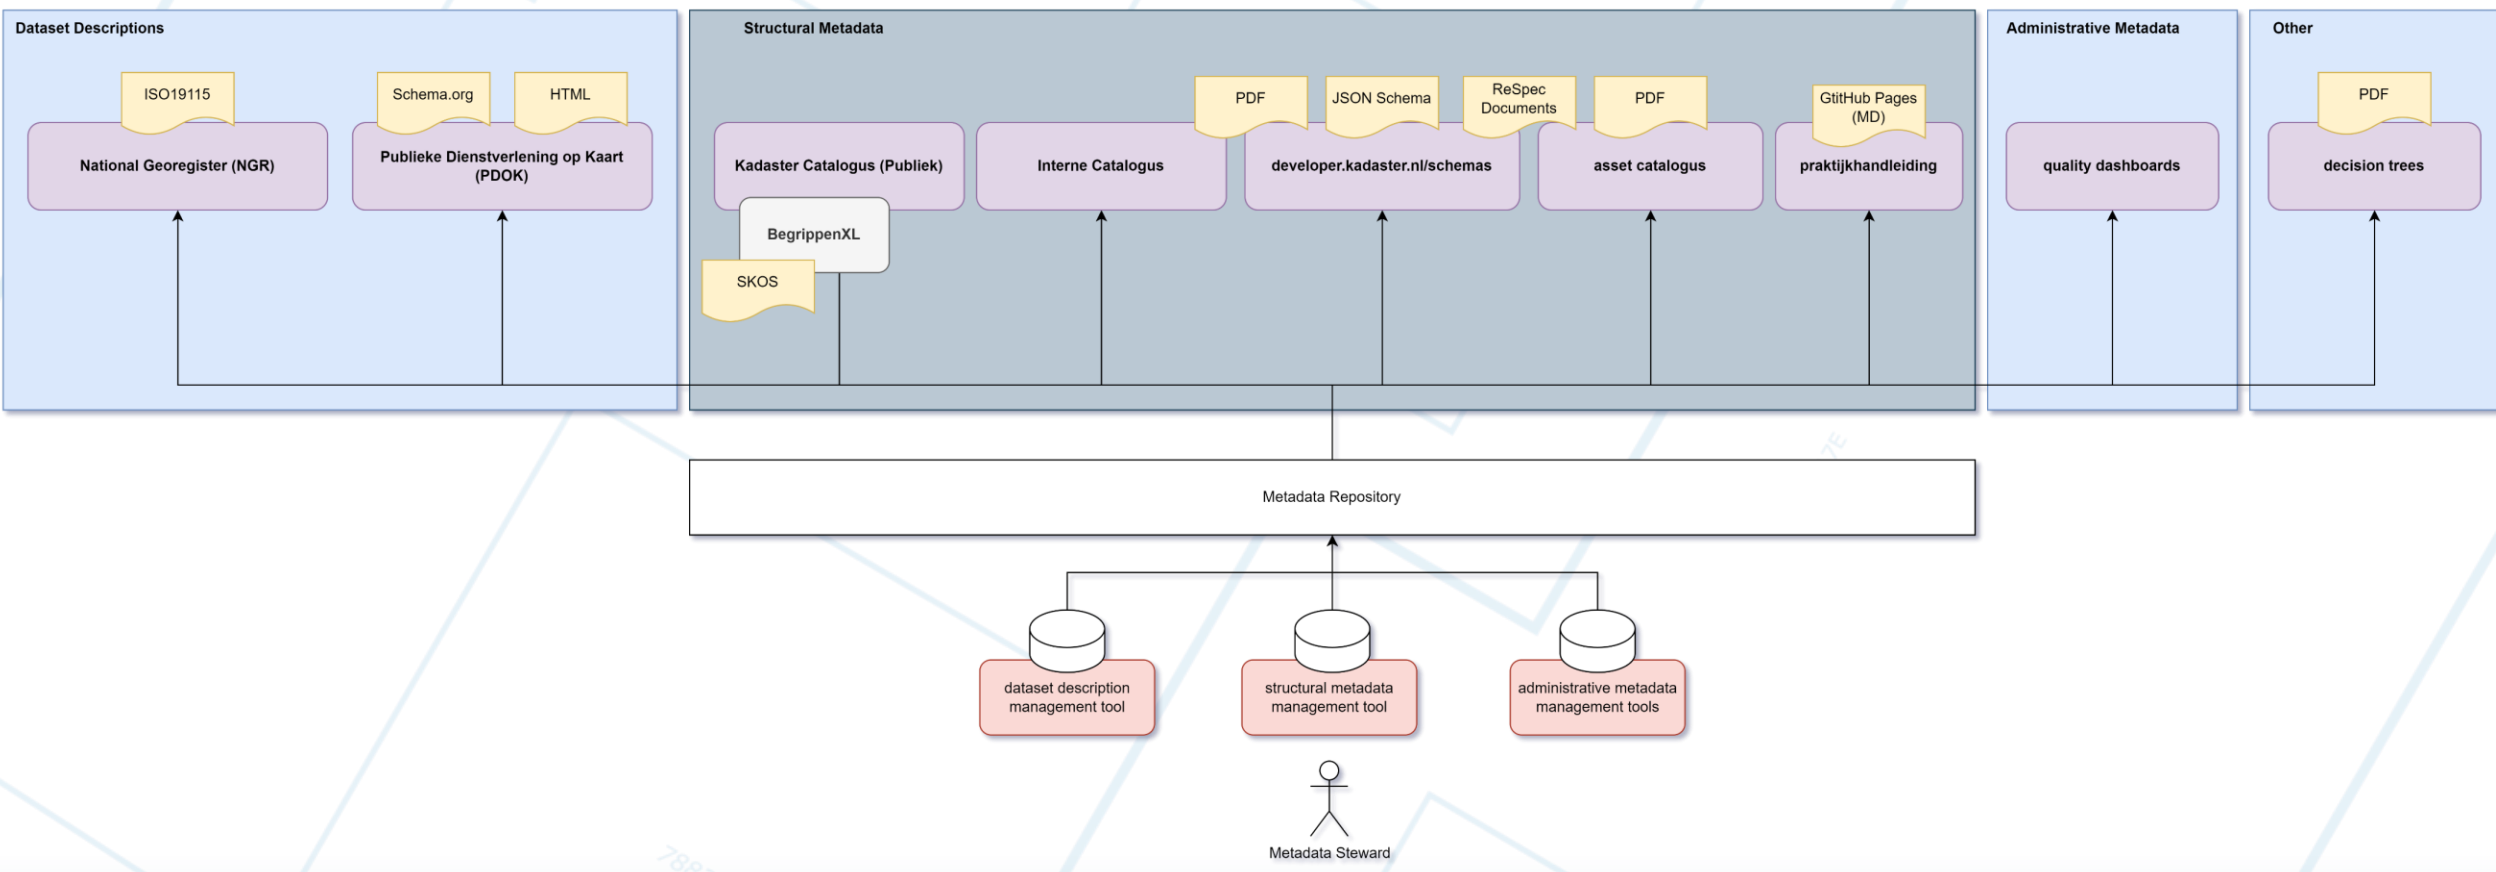 Dataset Descriptions
ISO19115
National Georegister (NGR)
Schema.org
HTML
Publieke Dienstverlening op Kaart
(PDOK)
Structural Metadata
Kadaster Catalogus (Publiek)
BegrippenXL
SKOS
Interne Catalogus
PDF
JSON Schema
ReSpec
Documents
developer.kadaster.nl/schemas
PDF
asset catalogus
GtitHub Pages
(MD)
praktijkhandleiding
Administrative Metadata
quality dashboards
Other
PDF
decision trees
Metadata Repository
dataset description
management tool
structural metadata
management tool
administrative metadata
management tools
Metadata Steward
7E